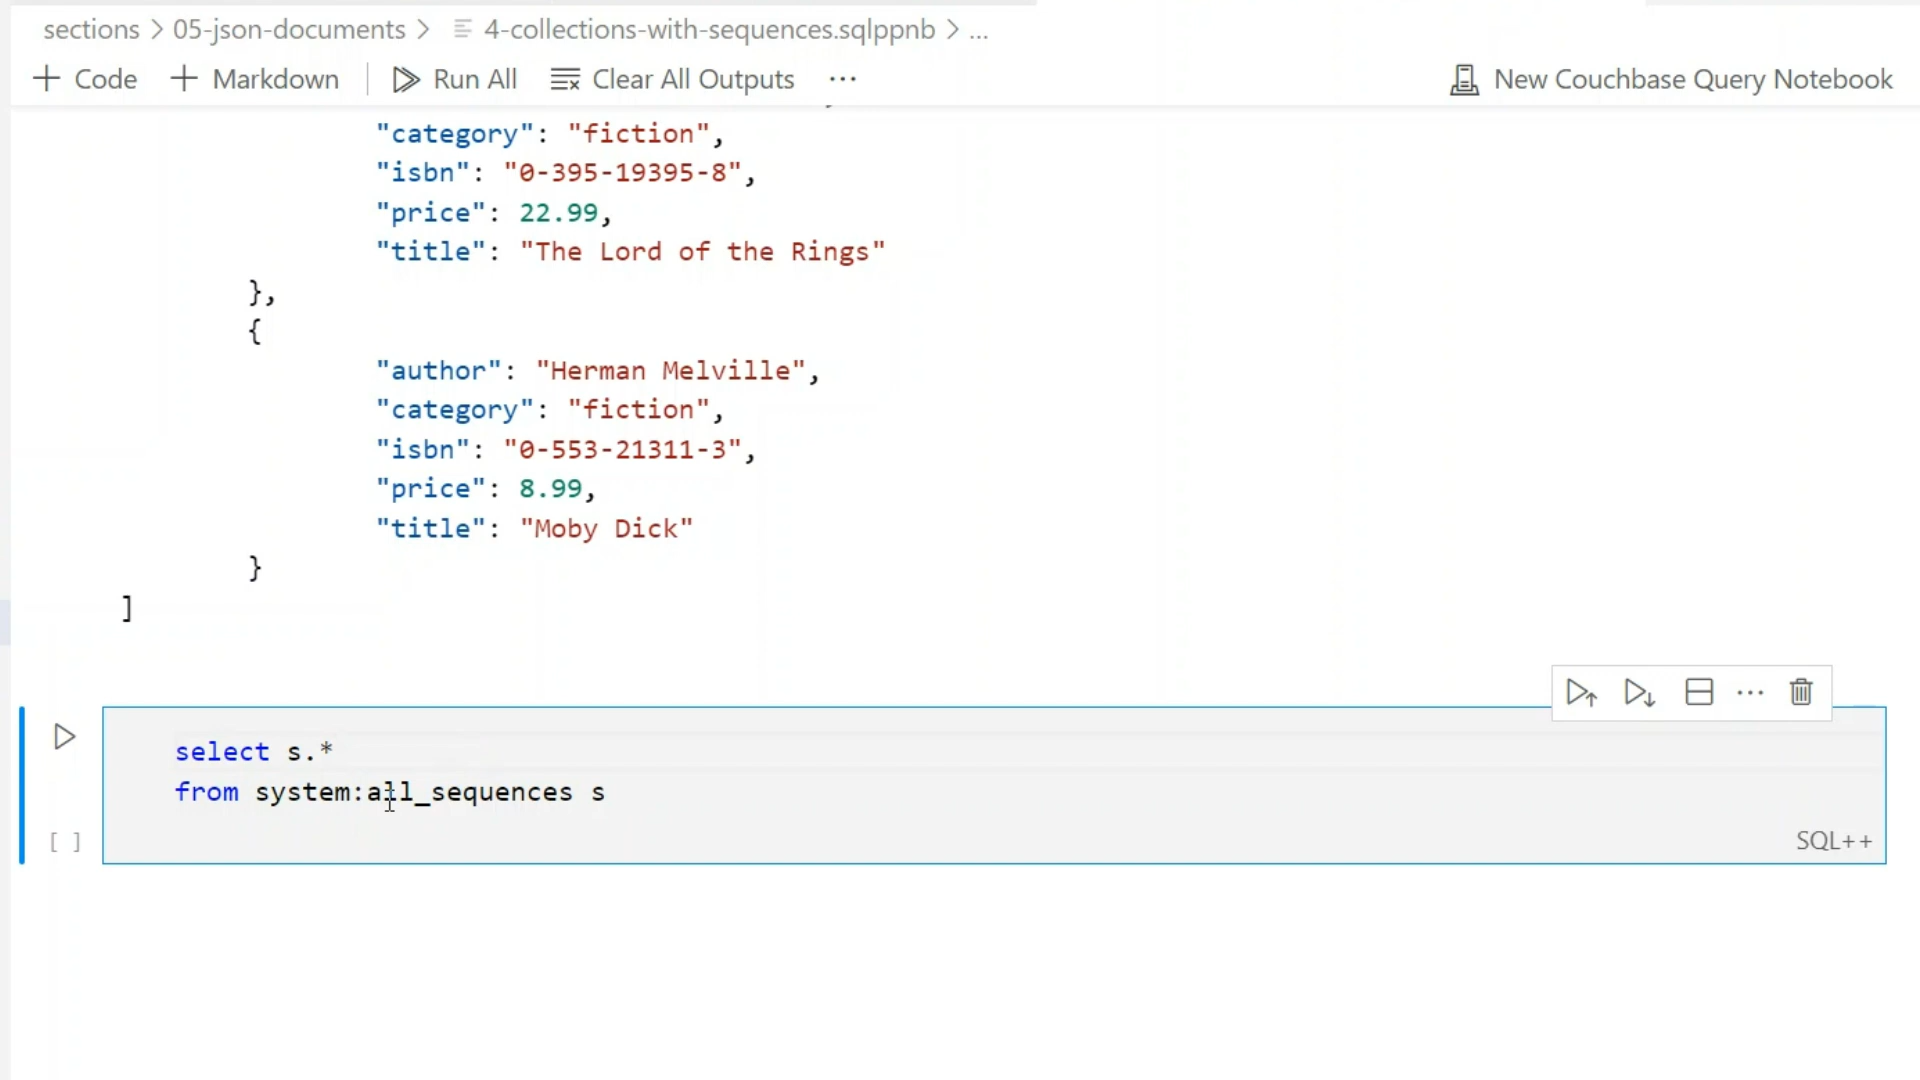 sections > 05-json-documents > 4-collections-with-sequences.sqlppnb > ...
+ Code + Markdown | Run All Clear All Outputs ... New Couchbase Query Notebook
"category": "fiction",
"isbn": "0-395-19395-8",
"price": 22.99,
"title": "The Lord of the Rings"
},
{
"author": "Herman Melville",
"category": "fiction",
"isbn": "0-553-21311-3",
"price": 8.99,
"title": "Moby Dick"
}
]
select s.*
from system:all_sequences s
[ ]
SQL++